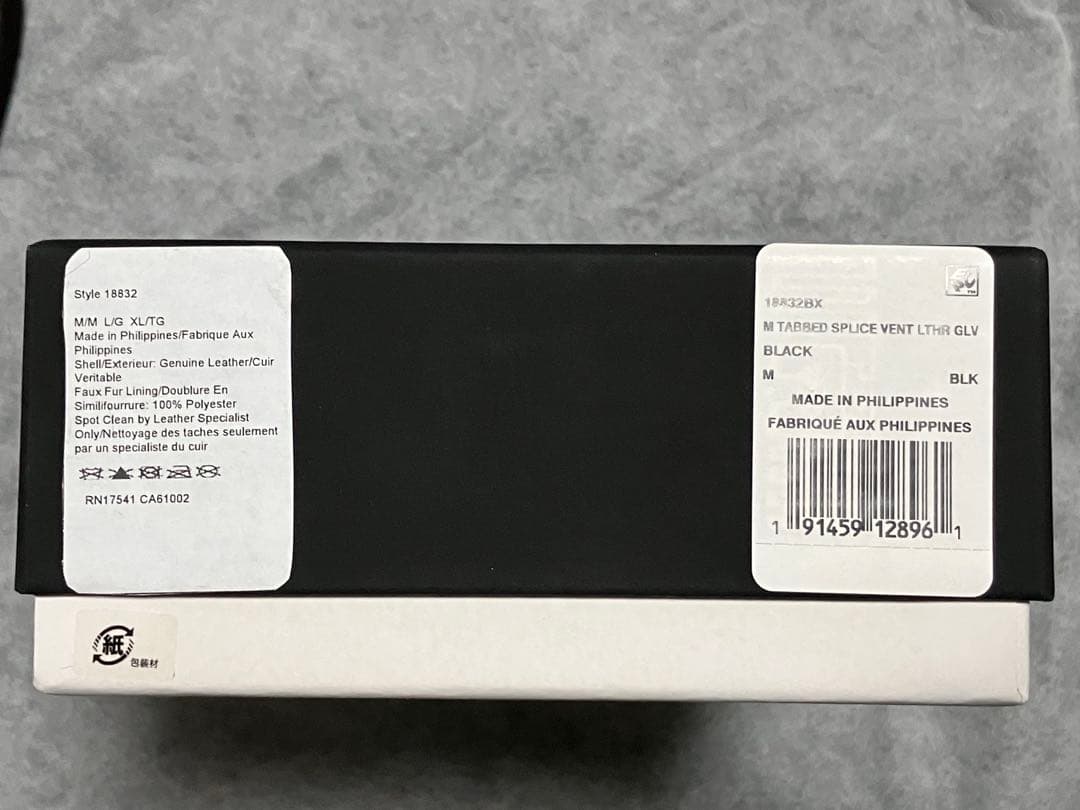 Style 18832
M/M L/G XL/TG
Made in Philippines/Fabrique Aux
Philippines
Shell/Exterieur: Genuine Leather/Cuir
Veritable
Faux Fur Lining/Doublure En
Similifourrure: 100% Polyester
Spot Clean by Leather Specialist
Only/Nettoyage des taches seulement
par un specialiste du cuir
RN17541 CA61002
18832BX
M TABBED SPLICE VENT LTHR GLV
BLACK
M BLK
MADE IN PHILIPPINES
FABRIQUÉ AUX PHILIPPINES
1 91459 12896 1
紙
包装材